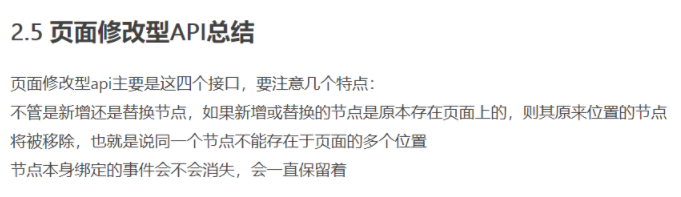 2.5 页面修改型API总结
页面修改型api主要是这四个接口，要注意几个特点：
不管是新增还是替换节点，如果新增或替换的节点是原本存在页面上的，则其原来位置的节点
将被移除，也就是说同一个节点不能存在于页面的多个位置
节点本身绑定的事件会不会消失，会一直保留着